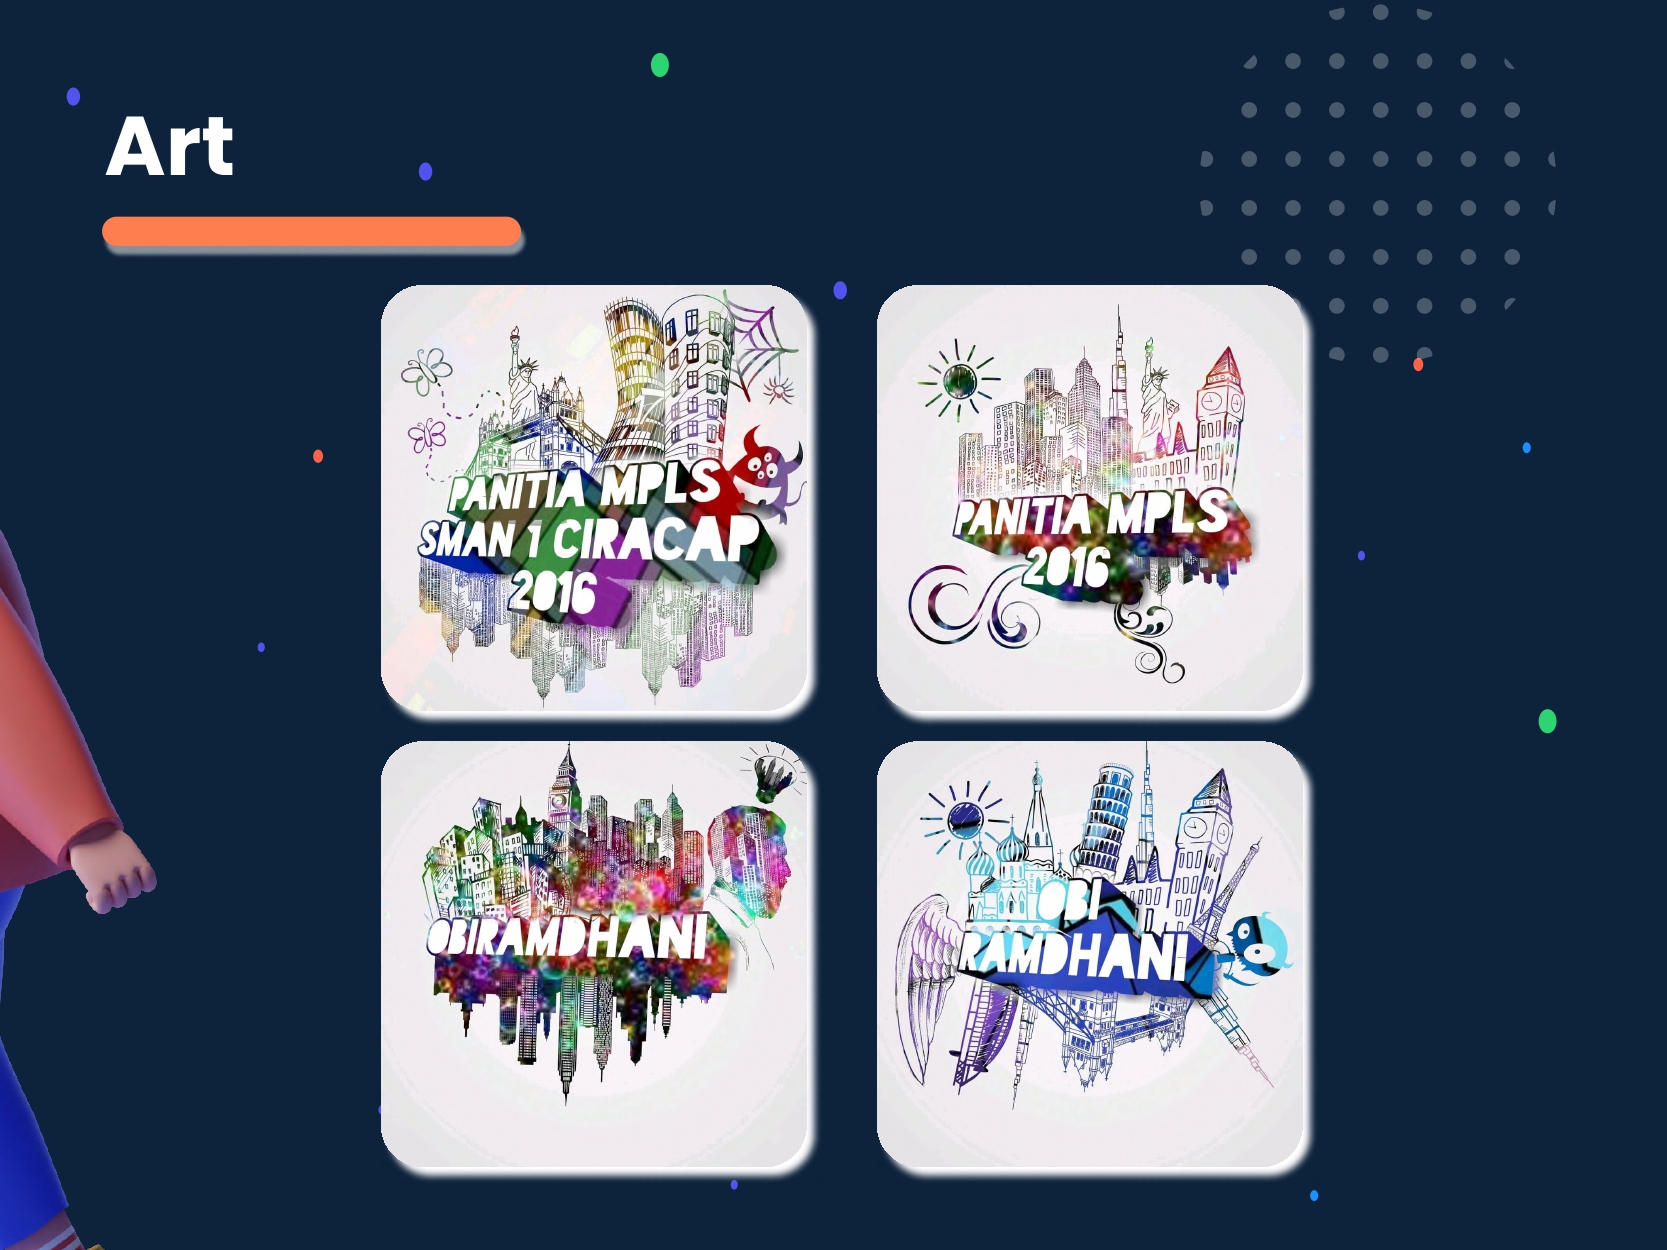 Art
PANITIA MPLS
SMAN 1 CIRACAP
2016
PANITIA MPLS
2016
OBIRAMDHANI
OBI
RAMDHANI